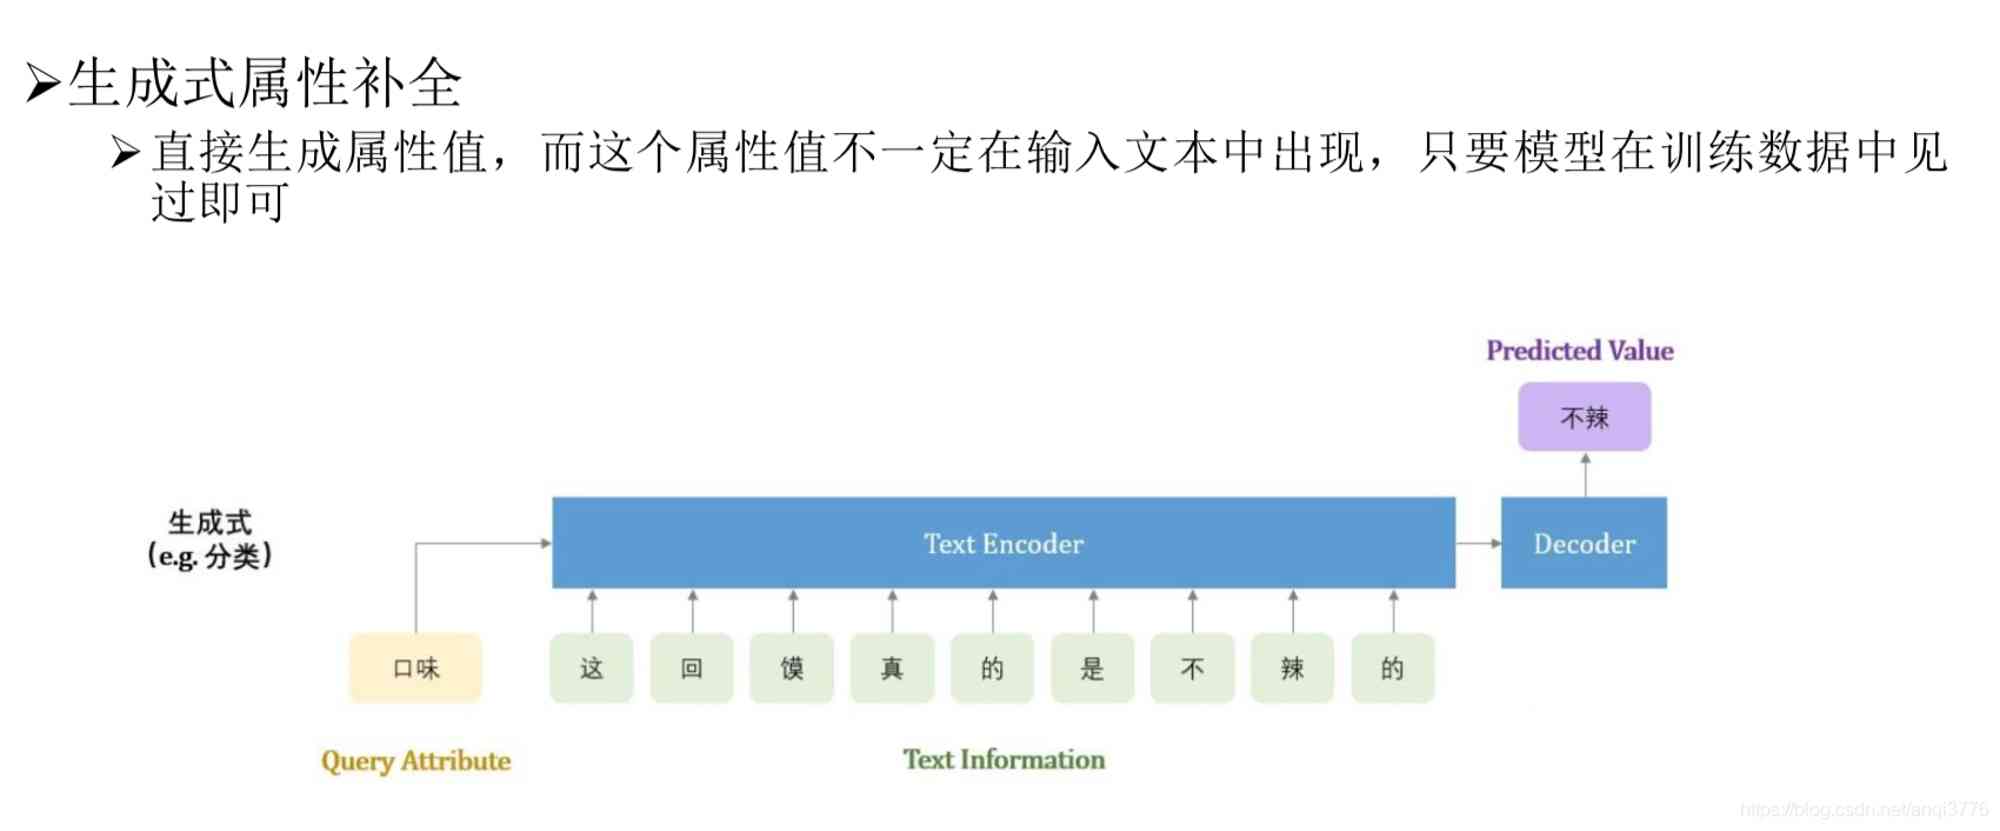 ➢生成式属性补全
➢直接生成属性值，而这个属性值不一定在输入文本中出现，只要模型在训练数据中见
过即可
Predicted Value
不辣
生成式
(e.g. 分类)
Text Encoder
Decoder
口味
这 回 馍 真 的 是 不 辣 的
Query Attribute
Text Information
https://blog.csdn.net/anqi3776